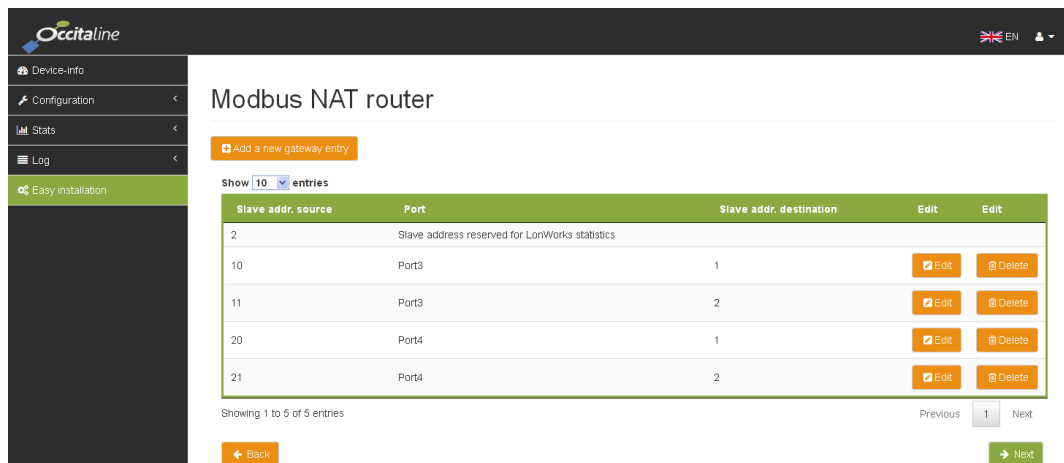 Occitaline
EN
Device-info
Configuration
Stats
Log
Easy installation
Modbus NAT router
Add a new gateway entry
Show 10 entries
Slave addr. source Port Slave addr. destination Edit Edit
2 Slave address reserved for LonWorks statistics
10 Port3 1 Edit Delete
11 Port3 2 Edit Delete
20 Port4 1 Edit Delete
21 Port4 2 Edit Delete
Showing 1 to 5 of 5 entries Previous 1 Next
Back Next